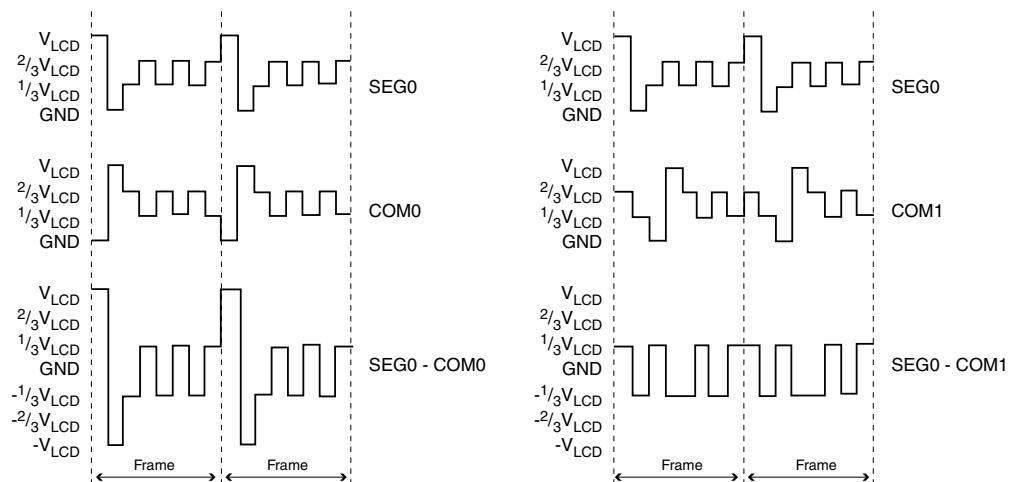 V_LCD
2/3V_LCD
1/3V_LCD
GND
SEG0
V_LCD
2/3V_LCD
1/3V_LCD
GND
COM0
V_LCD
2/3V_LCD
1/3V_LCD
GND
-1/3V_LCD
-2/3V_LCD
-V_LCD
SEG0 - COM0
Frame
Frame
V_LCD
2/3V_LCD
1/3V_LCD
GND
SEG0
V_LCD
2/3V_LCD
1/3V_LCD
GND
COM1
V_LCD
2/3V_LCD
1/3V_LCD
GND
-1/3V_LCD
-2/3V_LCD
-V_LCD
SEG0 - COM1
Frame
Frame